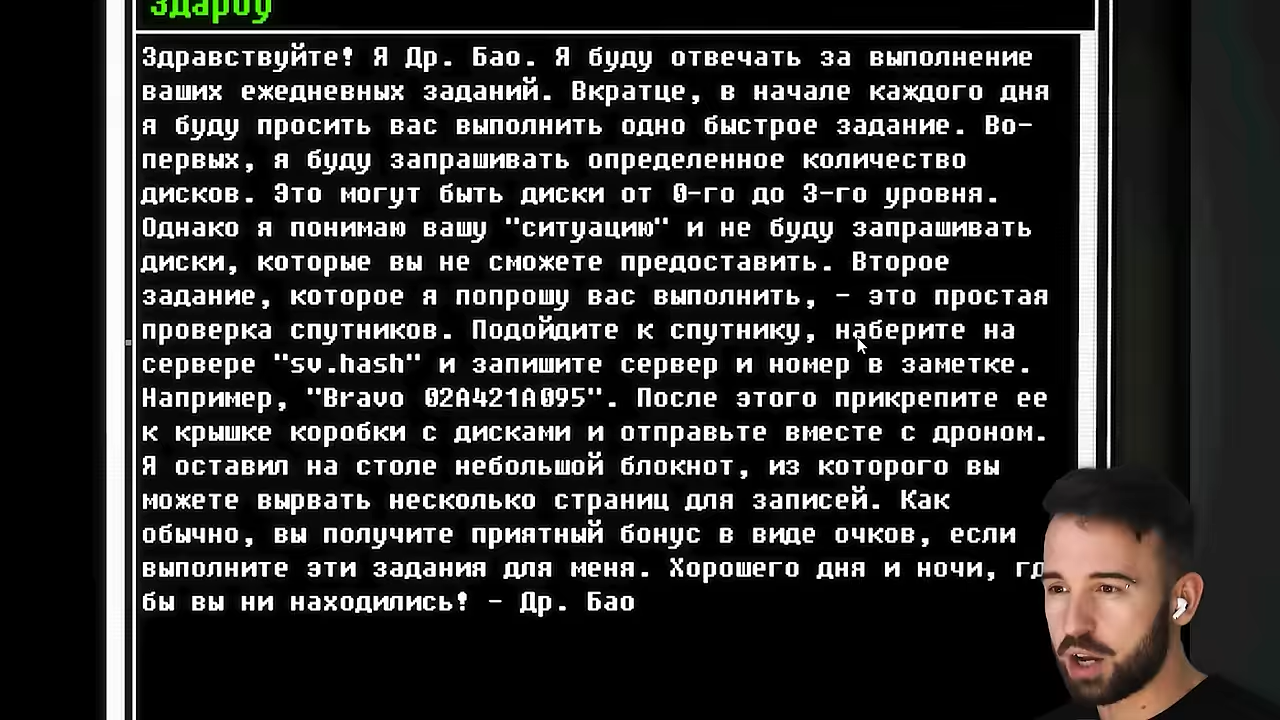 здароу
Здравствуйте! Я Др. Бао. Я буду отвечать за выполнение
ваших ежедневных заданий. Вкратце, в начале каждого дня
я буду просить вас выполнить одно быстрое задание. Во-
первых, я буду запрашивать определенное количество
дисков. Это могут быть диски от 0-го до 3-го уровня.
Однако я понимаю вашу "ситуацию" и не буду запрашивать
диски, которые вы не сможете предоставить. Второе
задание, которое я попрошу вас выполнить, - это простая
проверка спутников. Подойдите к спутнику, наберите на
сервере "sv.hash" и запишите сервер и номер в заметке.
Например, "Bravo 02A421A095". После этого прикрепите ее
к крышке коробки с дисками и отправьте вместе с дроном.
Я оставил на столе небольшой блокнот, из которого вы
можете вырвать несколько страниц для записей. Как
обычно, вы получите приятный бонус в виде очков, если
выполните эти задания для меня. Хорошего дня и ночи, гд
бы вы ни находились! - Др. Бао